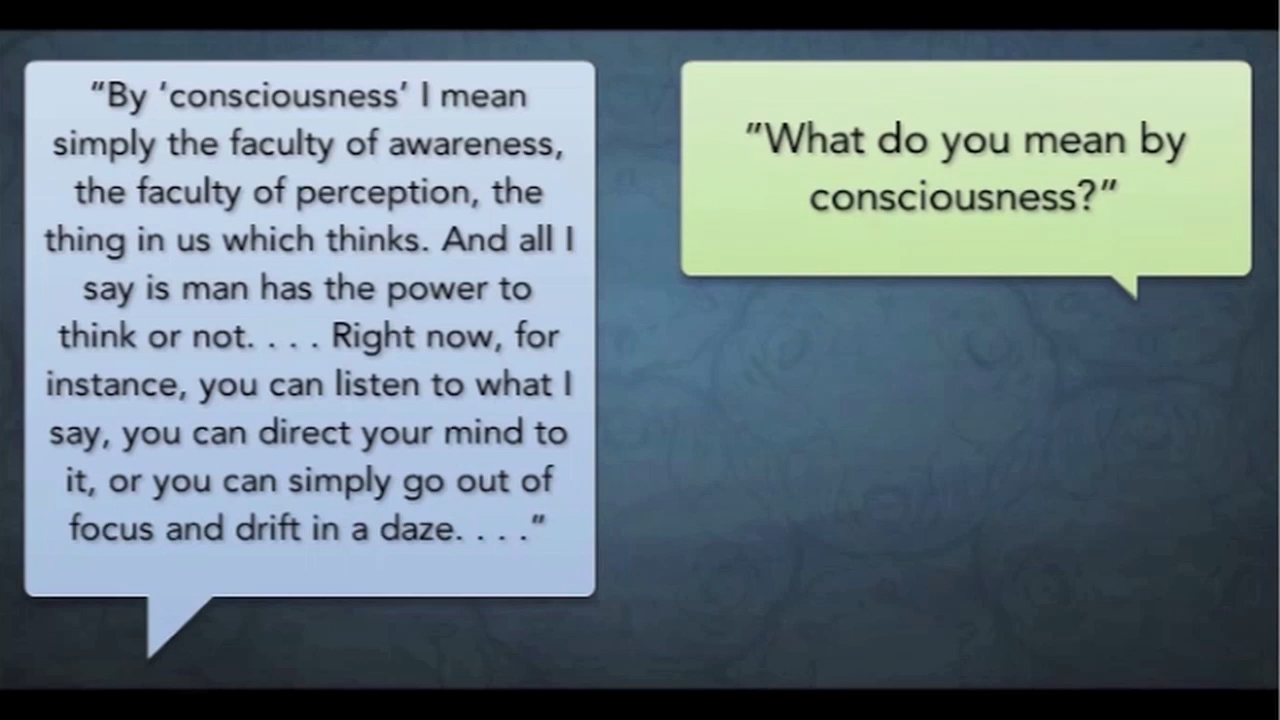 “By ‘consciousness’ I mean
simply the faculty of awareness,
the faculty of perception, the
thing in us which thinks. And all I
say is man has the power to
think or not. . . . Right now, for
instance, you can listen to what I
say, you can direct your mind to
it, or you can simply go out of
focus and drift in a daze. . . .”
“What do you mean by
consciousness?”